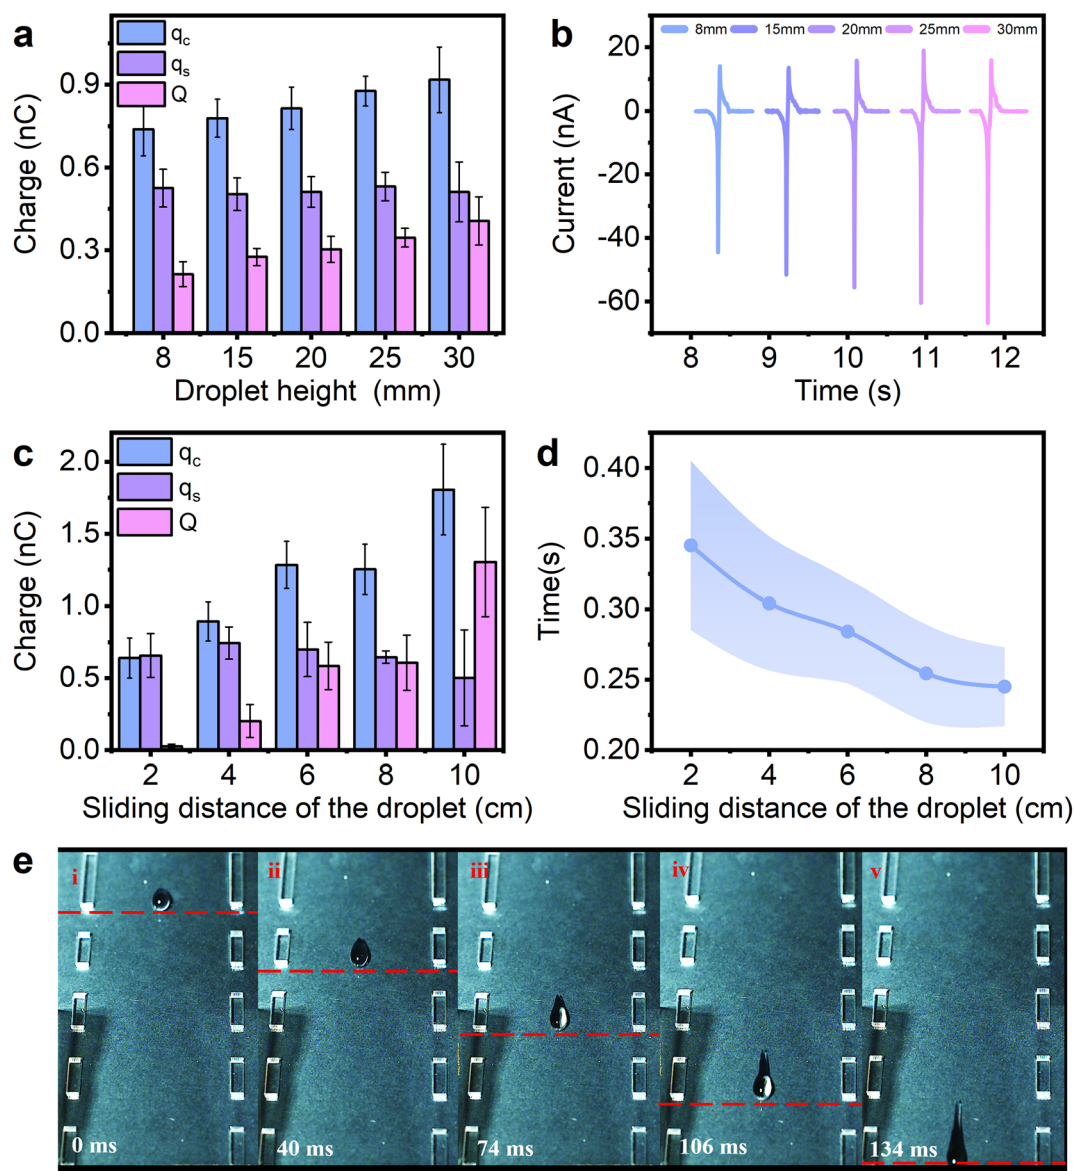 a
q_c
q_s
Q
Charge (nC)
0.9
0.6
0.3
0.0
8 15 20 25 30
Droplet height (mm)
b
8mm 15mm 20mm 25mm 30mm
Current (nA)
20
0
-20
-40
-60
8 9 10 11 12
Time (s)
c
q_c
q_s
Q
Charge (nC)
2.0
1.5
1.0
0.5
0.0
2 4 6 8 10
Sliding distance of the droplet (cm)
d
Time(s)
0.40
0.35
0.30
0.25
0.20
2 4 6 8 10
Sliding distance of the droplet (cm)
e
i ii iii iv v
0 ms 40 ms 74 ms 106 ms 134 ms